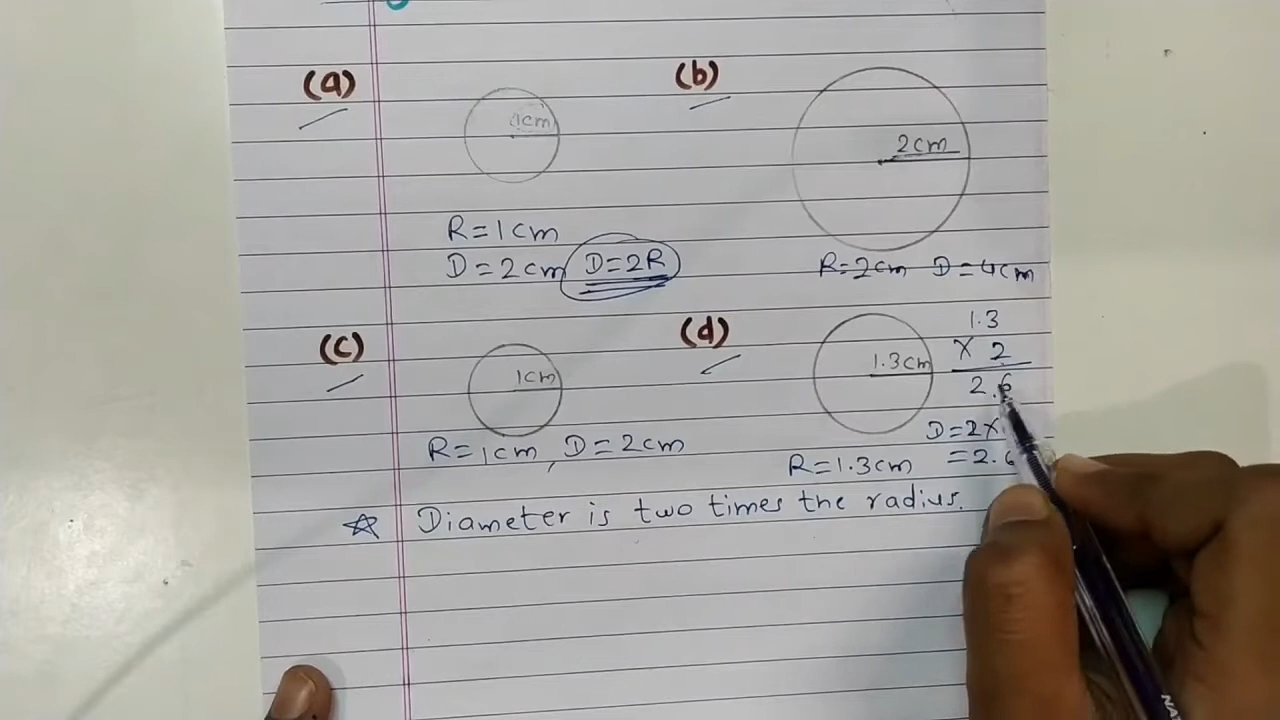 (a)
1cm
R=1cm
D=2cm D=2R
(b)
2cm
R=2cm D=4cm
(c)
1cm
R=1cm, D=2cm
(d)
1.3cm
1.3
× 2
2.6
D=2×
R=1.3cm
=2.6
☆ Diameter is two times the radius.